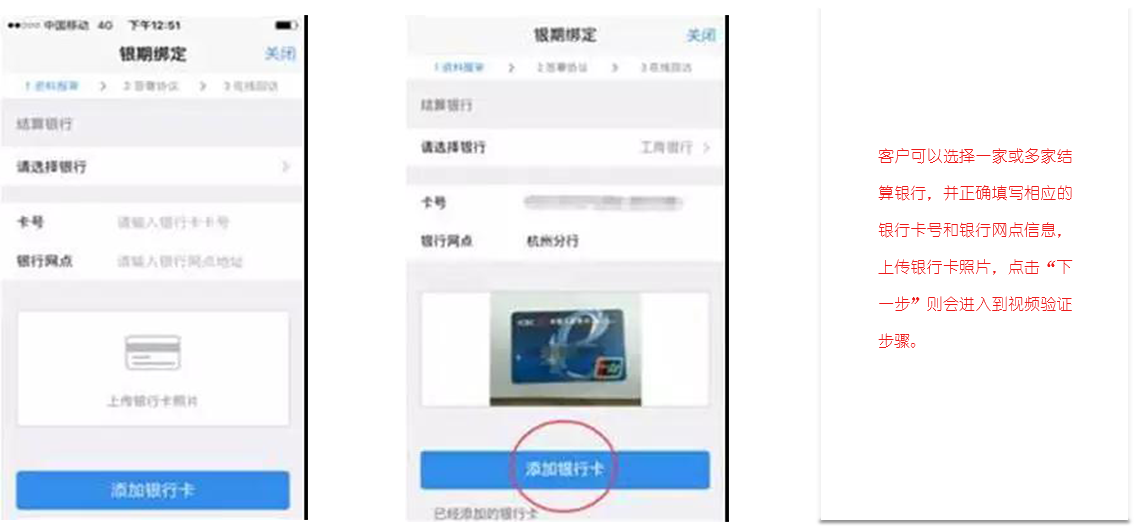 中国移动 4G 下午12:51
银期绑定 关闭
1 资料报审 > 2 签署协议 > 3 在线回访
结算银行
请选择银行 >
卡号 请输入银行卡卡号
银行网点 请输入银行网点地址
上传银行卡照片
添加银行卡
银期绑定 关闭
1 资料报审 > 2 签署协议 > 3 在线回访
结算银行
请选择银行 工商银行 >
卡号
银行网点 杭州分行
ICBC
添加银行卡
已经添加的银行卡
客户可以选择一家或多家结
算银行，并正确填写相应的
银行卡号和银行网点信息，
上传银行卡照片，点击“下
一步”则会进入到视频验证
步骤。